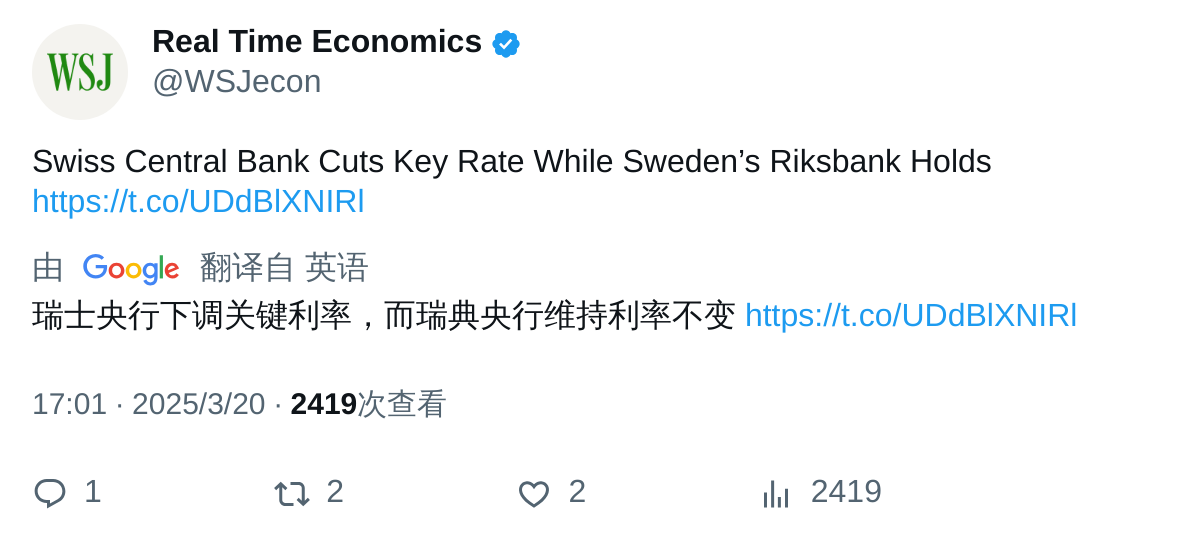 WSJ
Real Time Economics
@WSJecon
Swiss Central Bank Cuts Key Rate While Sweden’s Riksbank Holds
https://t.co/UDdBlXNIRl
由 Google 翻译自 英语
瑞士央行下调关键利率，而瑞典央行维持利率不变 https://t.co/UDdBlXNIRl
17:01 · 2025/3/20 · 2419次查看
1 2 2 2419